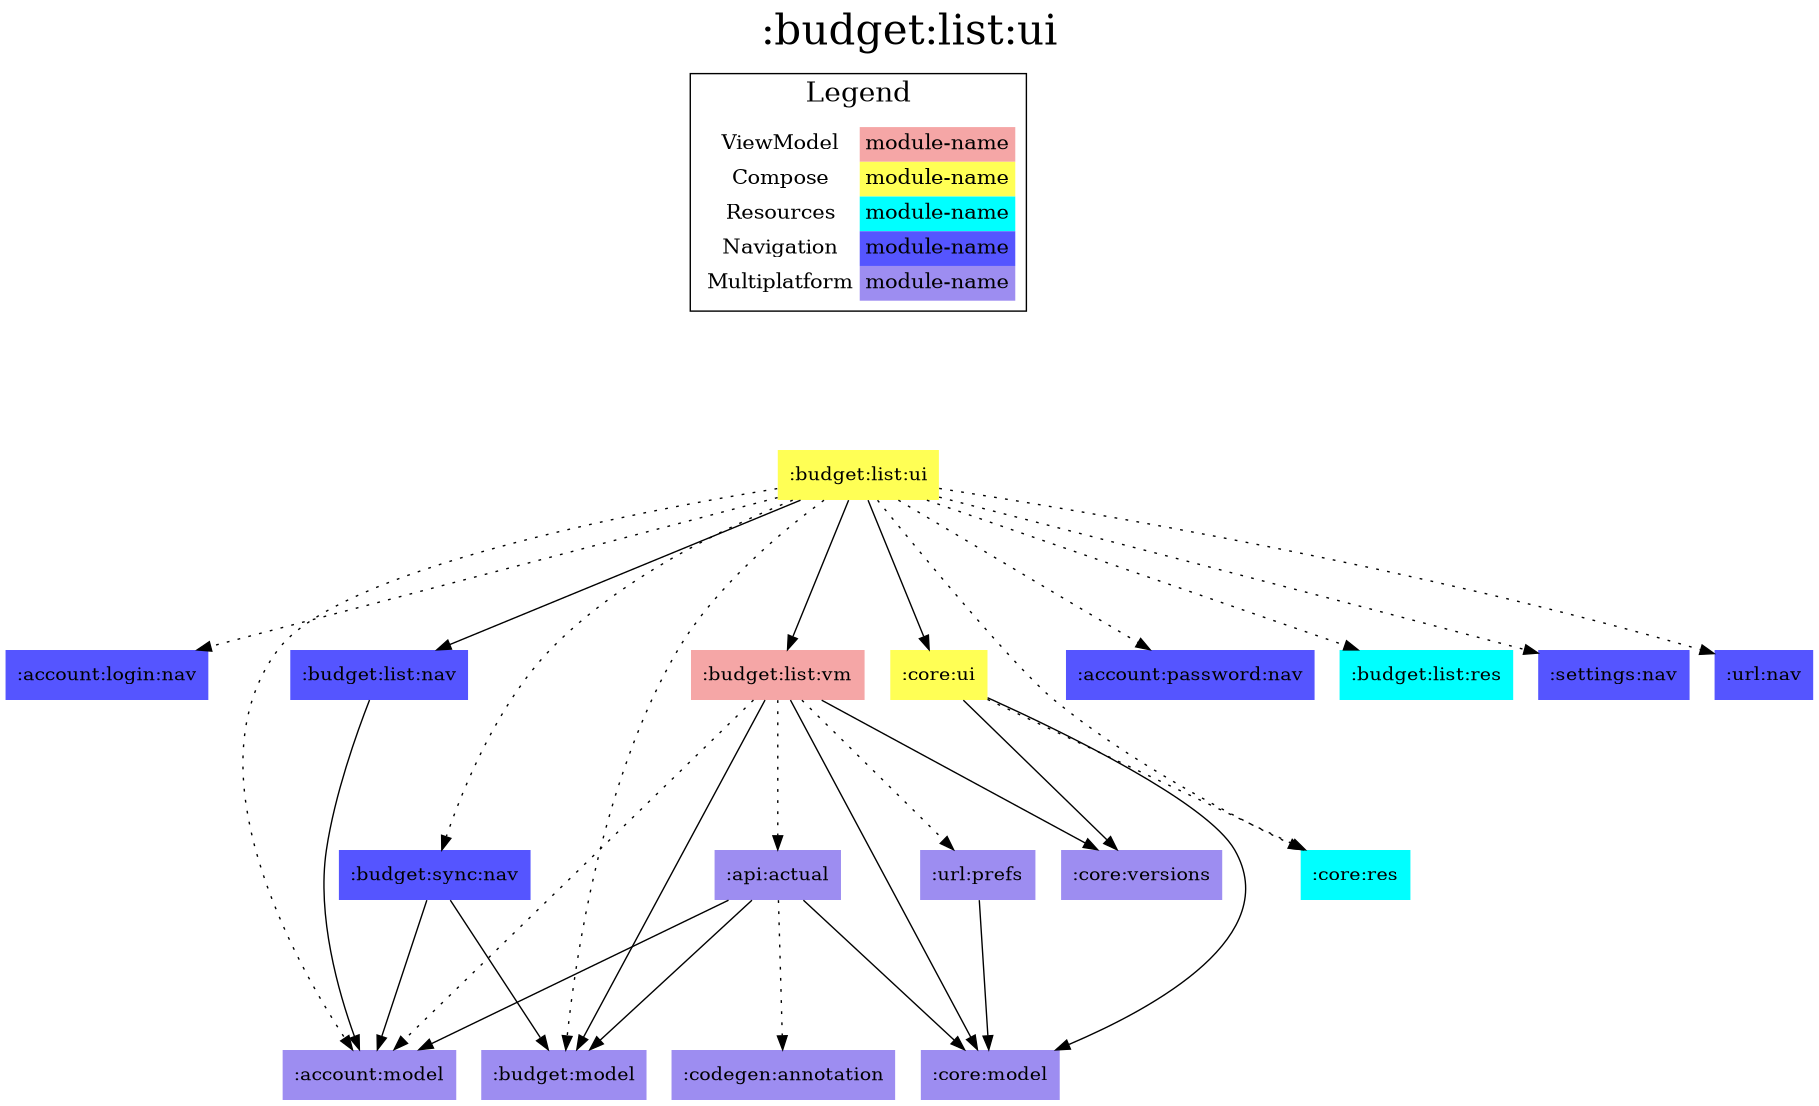 :budget:list:ui
Legend
ViewModel module-name
Compose module-name
Resources module-name
Navigation module-name
Multiplatform module-name
:budget:list:ui
:account:login:nav :budget:list:nav :budget:list:vm :core:ui :account:password:nav :budget:list:res :settings:nav :url:nav
:budget:sync:nav :api:actual :url:prefs :core:versions :core:res
:account:model :budget:model :codegen:annotation :core:model